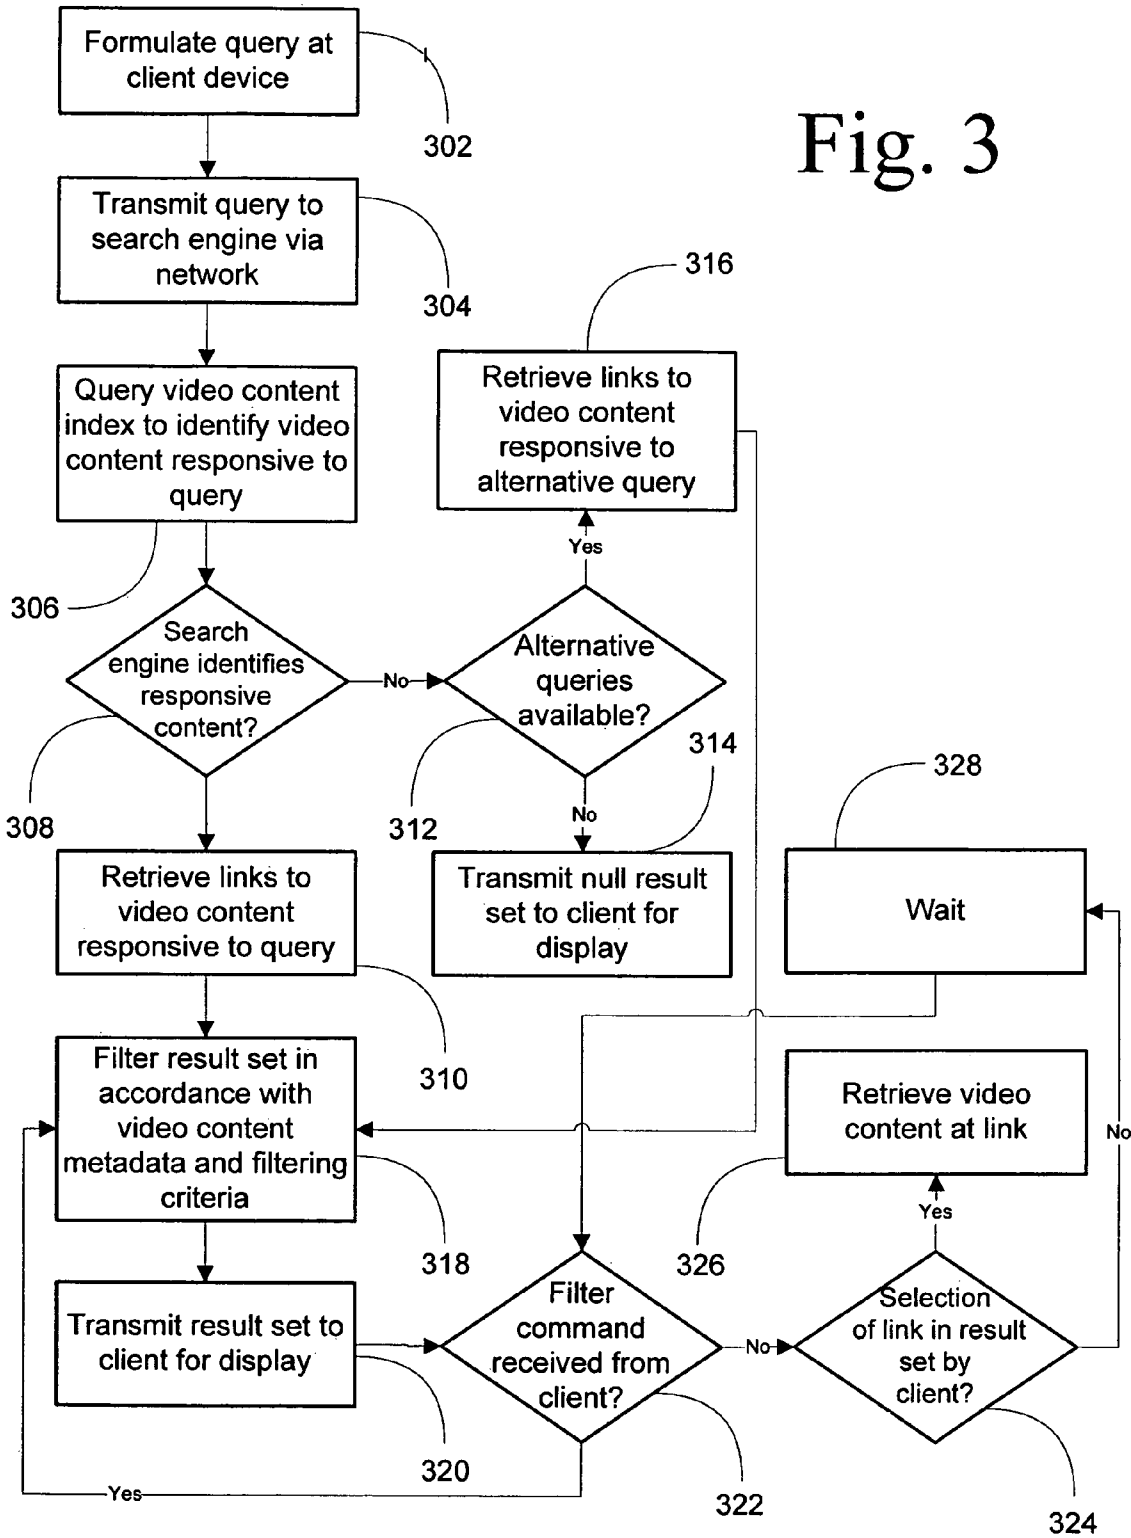 Formulate query at
client device
302
Fig. 3
Transmit query to
search engine via
network
304
316
Query video content
index to identify video
content responsive to
query
306
Retrieve links to
video content
responsive to
alternative query
Yes
Search
engine identifies
responsive
content?
308
No
Alternative
queries
available?
312
314
No
328
Retrieve links to
video content
responsive to query
310
Transmit null result
set to client for
display
Wait
Filter result set in
accordance with
video content
metadata and filtering
criteria
318
Retrieve video
content at link
326
No
Yes
Transmit result set to
client for display
320
Filter
command
received from
client?
322
No
Selection
of link in result
set by
client?
324
Yes